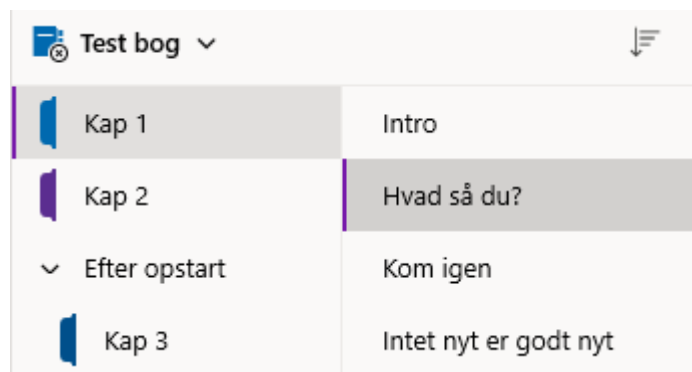 Test bog
Kap 1
Kap 2
Efter opstart
Kap 3
Intro
Hvad så du?
Kom igen
Intet nyt er godt nyt